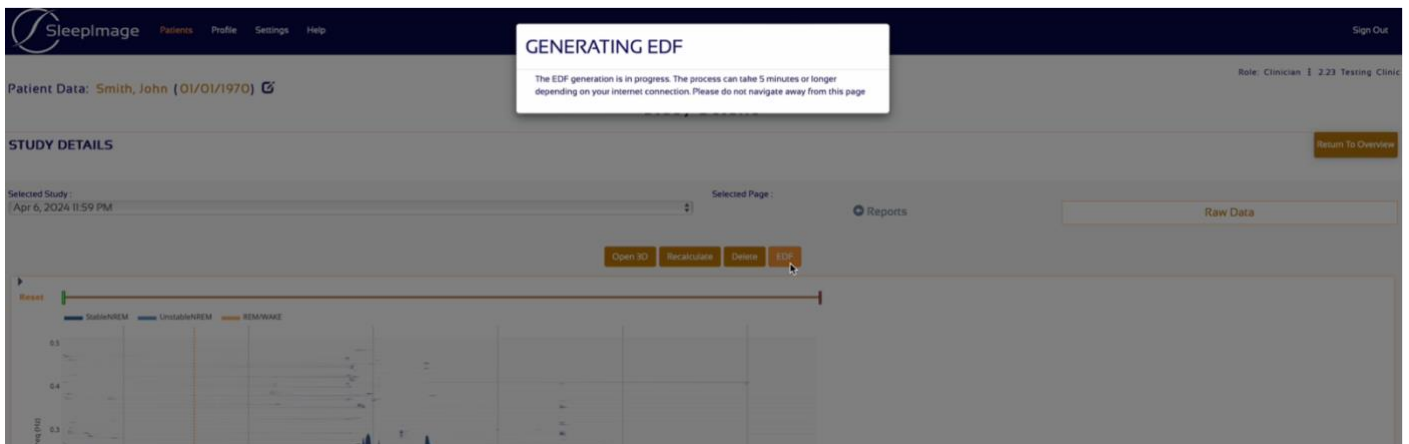 SleepImage Patients Profile Settings Help Sign Out
GENERATING EDF
The EDF generation is in progress. The process can take 5 minutes or longer
depending on your internet connection. Please do not navigate away from this page
Role: Clinician | 2.23 Testing Clinic
Patient Data: Smith, John (01/01/1970)
STUDY DETAILS
Return To Overview
Selected Study :
Selected Page :
Apr 6, 2024 11:59 PM
Reports
Raw Data
Open 3D Recalculate Delete EDF
Reset
StableNREM UnstableNREM REM/WAKE
0.5
0.4
0.3